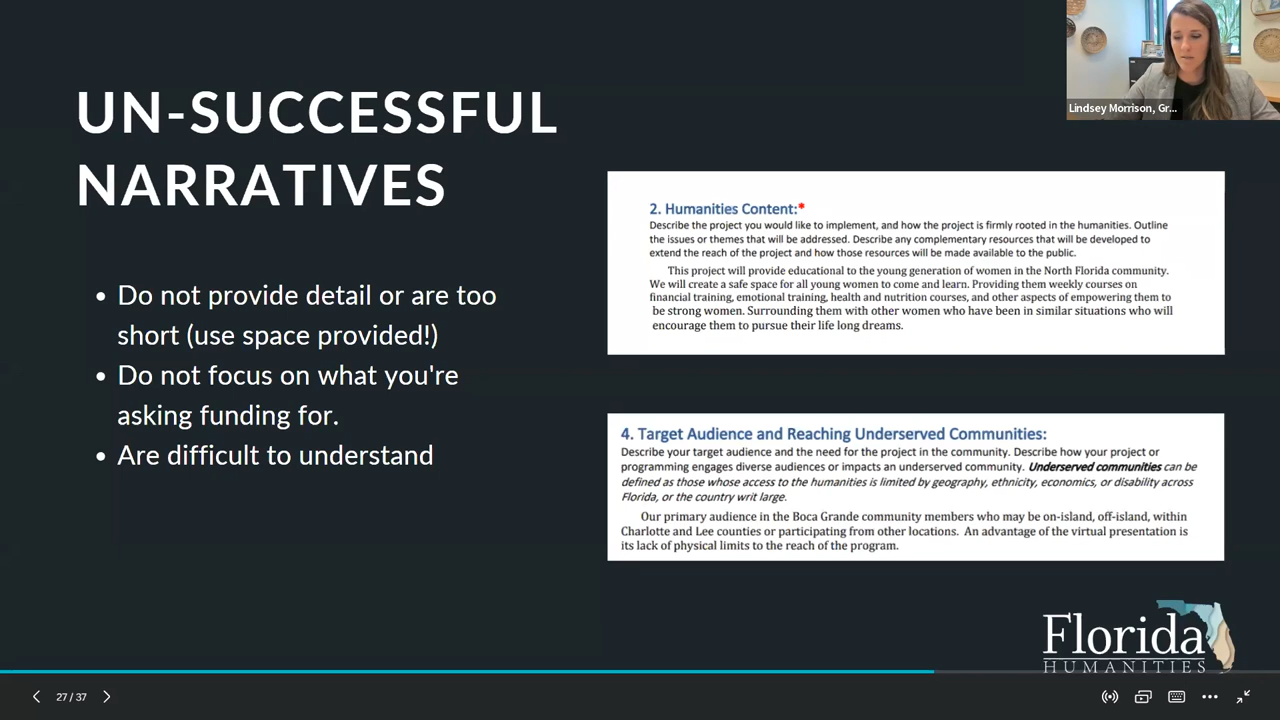 UN-SUCCESSFUL
NARRATIVES
• Do not provide detail or are too
short (use space provided!)
• Do not focus on what you're
asking funding for.
• Are difficult to understand
Lindsey Morrison, Gr...
2. Humanities Content:*
Describe the project you would like to implement, and how the project is firmly rooted in the humanities. Outline
the issues or themes that will be addressed. Describe any complementary resources that will be developed to
extend the reach of the project and how those resources will be made available to the public.
This project will provide educational to the young generation of women in the North Florida community.
We will create a safe space for all young women to come and learn. Providing them weekly courses on
financial training, emotional training, health and nutrition courses, and other aspects of empowering them to
be strong women. Surrounding them with other women who have been in similar situations who will
encourage them to pursue their life long dreams.
4. Target Audience and Reaching Underserved Communities:
Describe your target audience and the need for the project in the community. Describe how your project or
programming engages diverse audiences or impacts an underserved community. Underserved communities can be
defined as those whose access to the humanities is limited by geography, ethnicity, economics, or disability across
Florida, or the country writ large.
Our primary audience in the Boca Grande community members who may be on-island, off-island, within
Charlotte and Lee counties or participating from other locations. An advantage of the virtual presentation is
its lack of physical limits to the reach of the program.
Florida
HUMANITIES
27 / 37